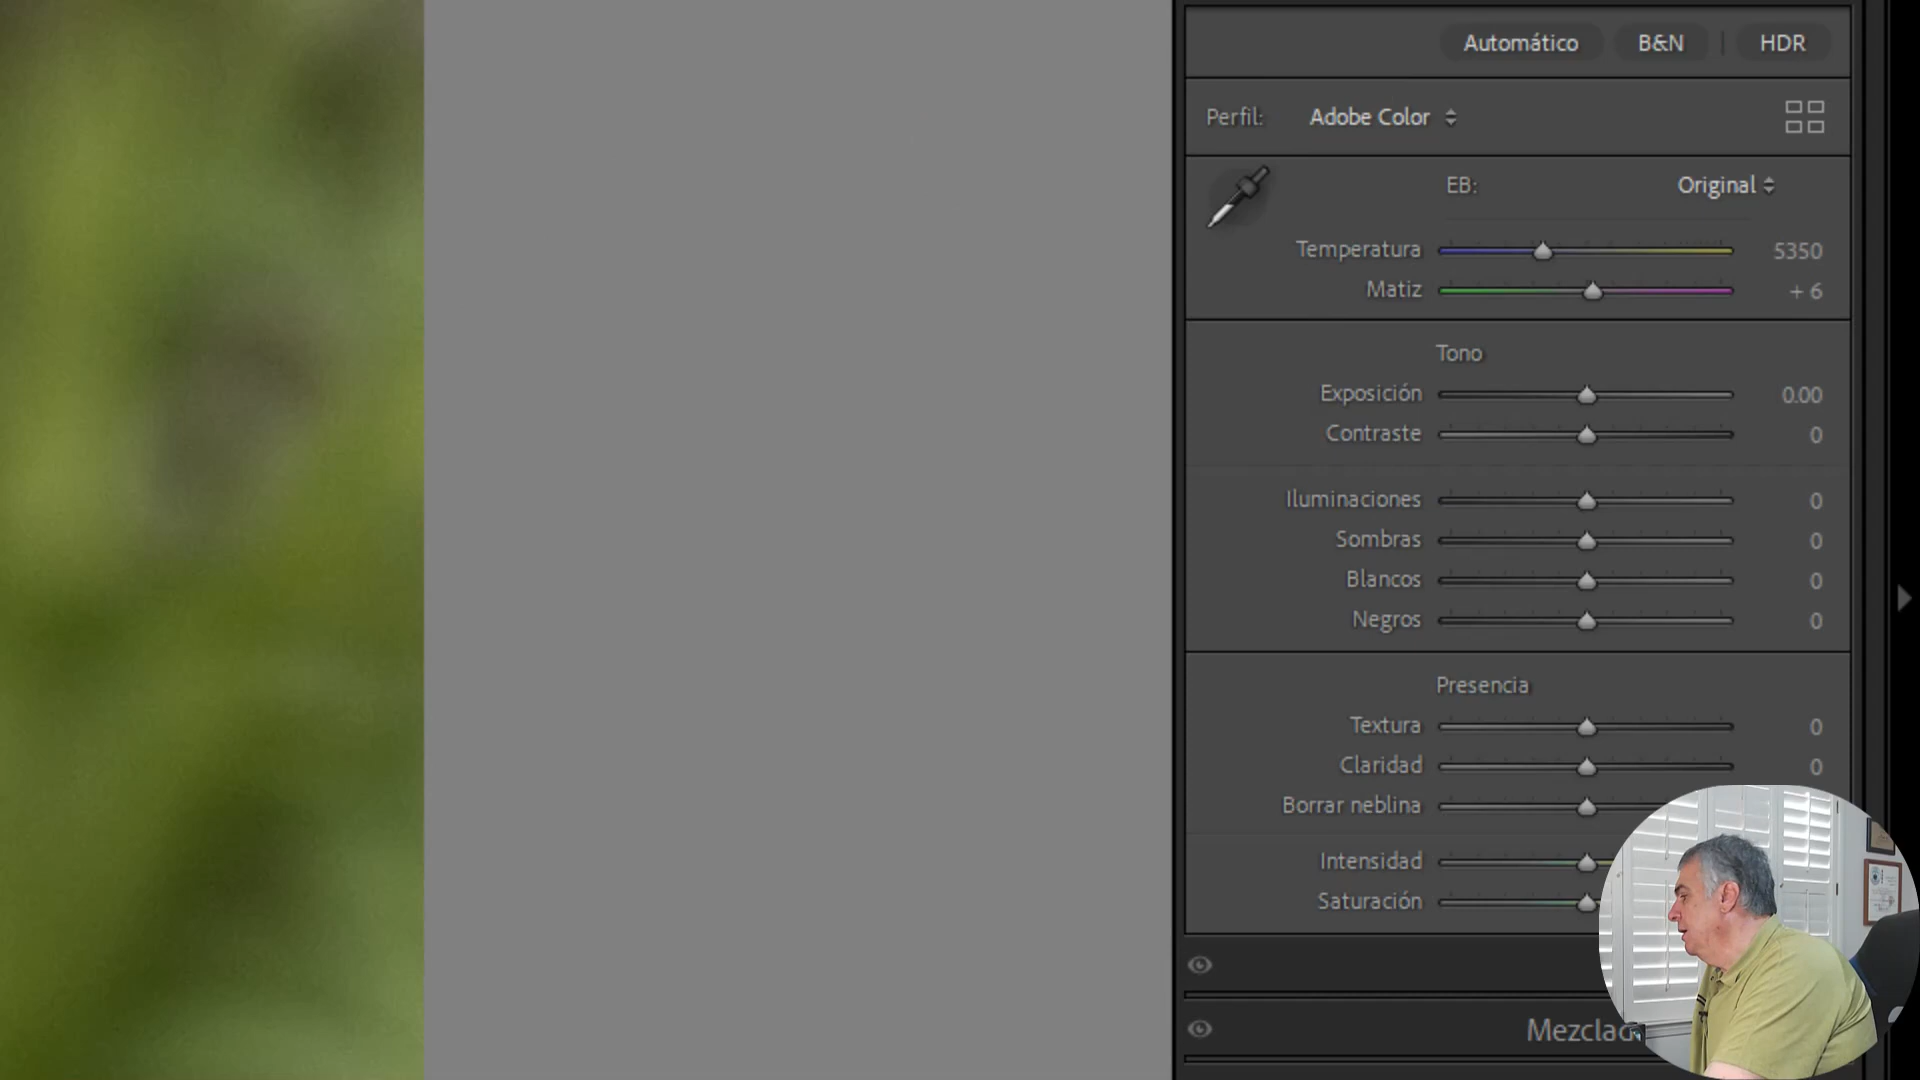 Automático B&N | HDR
Perfil: Adobe Color
EB: Original
Temperatura 5350
Matiz + 6
Tono
Exposición 0.00
Contraste 0
Iluminaciones 0
Sombras 0
Blancos 0
Negros 0
Presencia
Textura 0
Claridad 0
Borrar neblina
Intensidad
Saturación
Mezclad